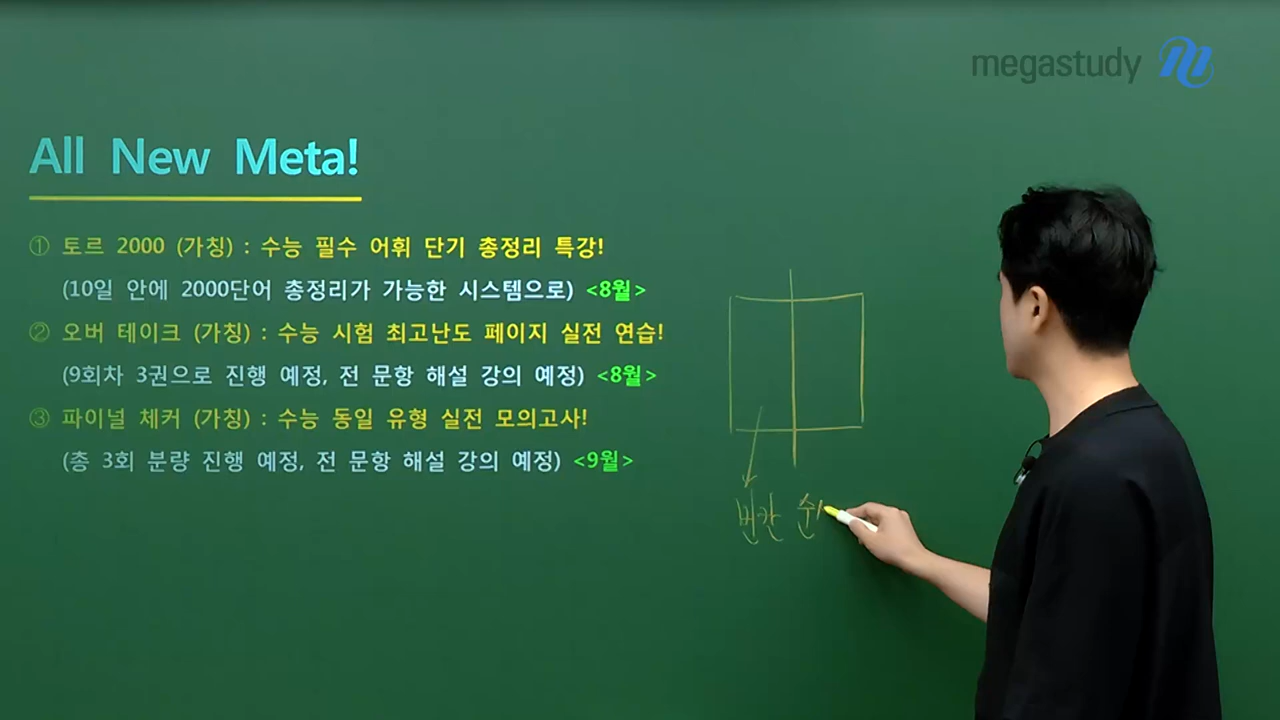 megastudy
All New Meta!
① 토르 2000 (가칭) : 수능 필수 어휘 단기 총정리 특강!
(10일 안에 2000단어 총정리가 가능한 시스템으로) <8월>
② 오버 테이크 (가칭) : 수능 시험 최고난도 페이지 실전 연습!
(9회차 3권으로 진행 예정, 전 문항 해설 강의 예정) <8월>
③ 파이널 체커 (가칭) : 수능 동일 유형 실전 모의고사!
(총 3회 분량 진행 예정, 전 문항 해설 강의 예정) <9월>
빈칸 순